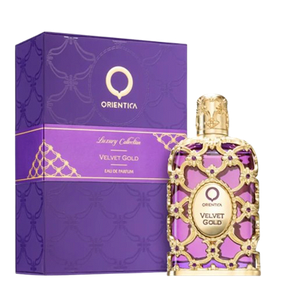 ORIENTICA
Luxury Collection
VELVET GOLD
EAU DE PARFUM
VELVET
GOLD